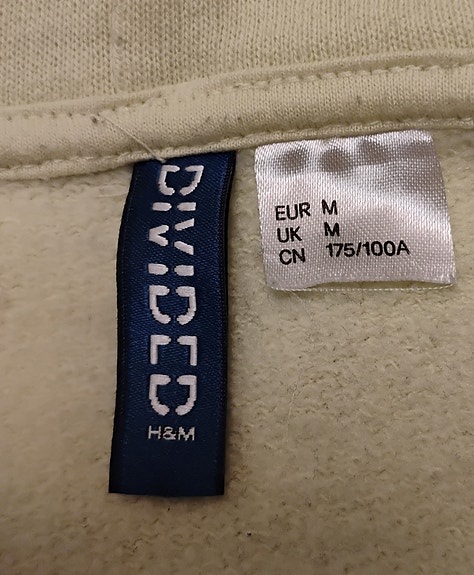 DIVIDED
H&M
EUR M
UK M
CN 175/100A